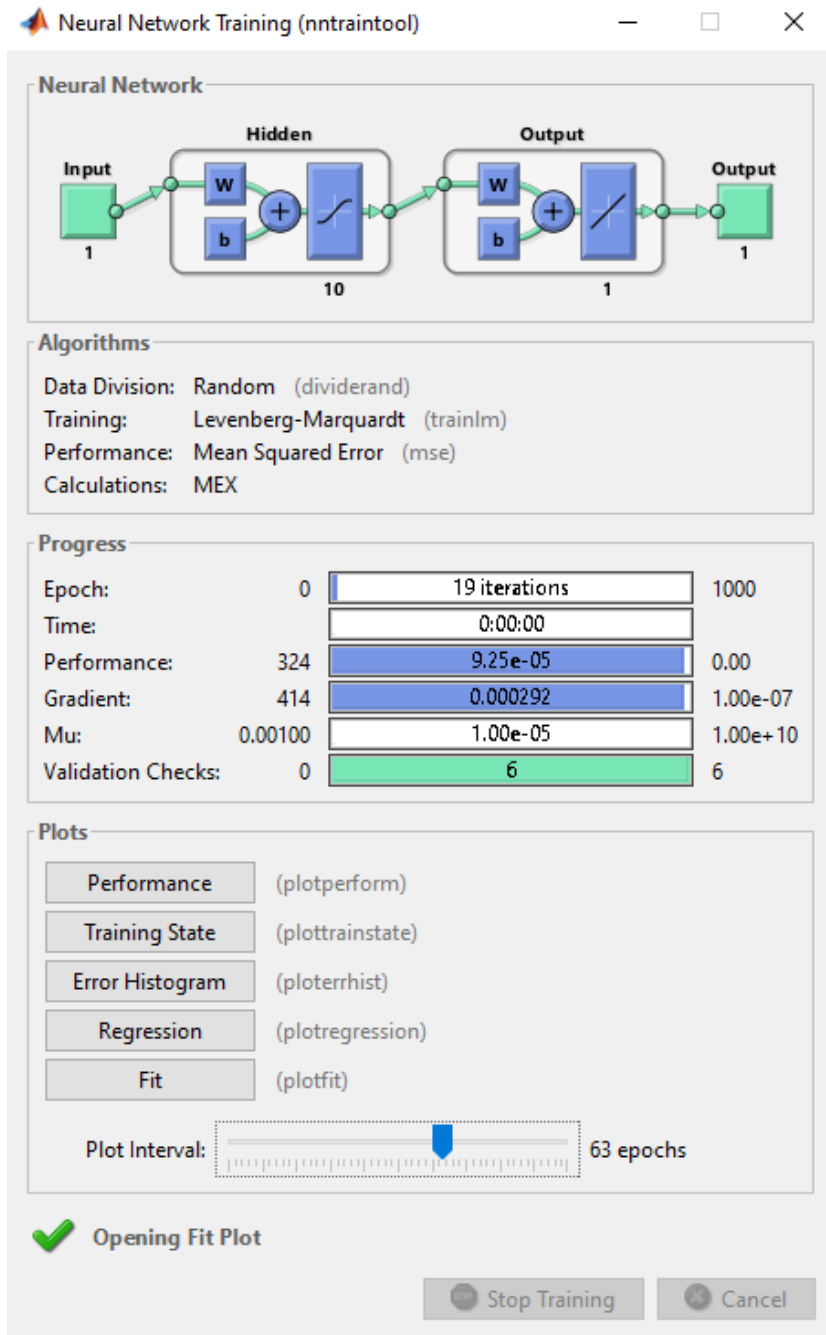 Neural Network Training (nntraintool)
Neural Network
Hidden
Output
Input
W
b
+
W
b
+
Output
1
10
1
1
Algorithms
Data Division: Random (dividerand)
Training: Levenberg-Marquardt (trainlm)
Performance: Mean Squared Error (mse)
Calculations: MEX
Progress
Epoch: 0 19 iterations 1000
Time: 0:00:00
Performance: 324 9.25e-05 0.00
Gradient: 414 0.000292 1.00e-07
Mu: 0.00100 1.00e-05 1.00e+10
Validation Checks: 0 6 6
Plots
Performance (plotperform)
Training State (plottrainstate)
Error Histogram (ploterrhist)
Regression (plotregression)
Fit (plotfit)
Plot Interval: 63 epochs
Opening Fit Plot
STOP Stop Training Cancel